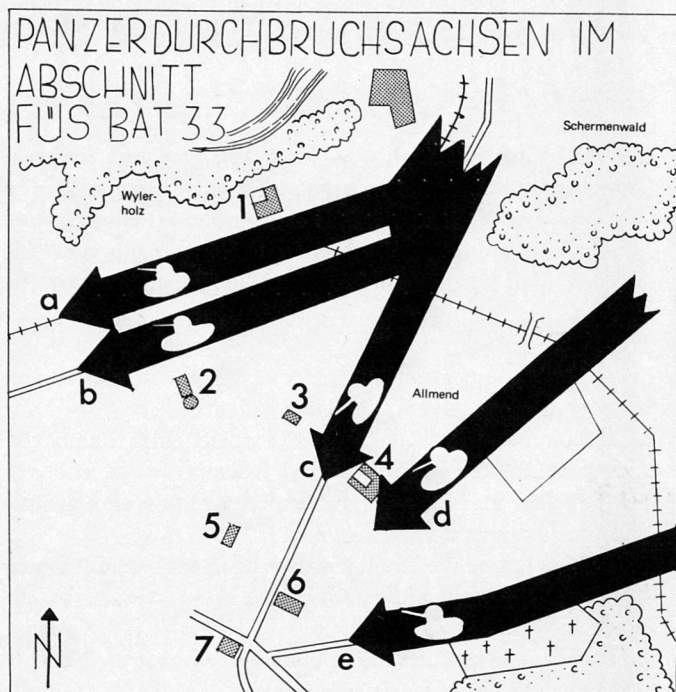 PANZERDURCHBRUCHSACHSEN IM
ABSCHNITT
FÜS BAT 33
Schermenwald
Wyler-
holz
1
a
b
2
3
Allmend
c
4
d
5
6
7
e
N